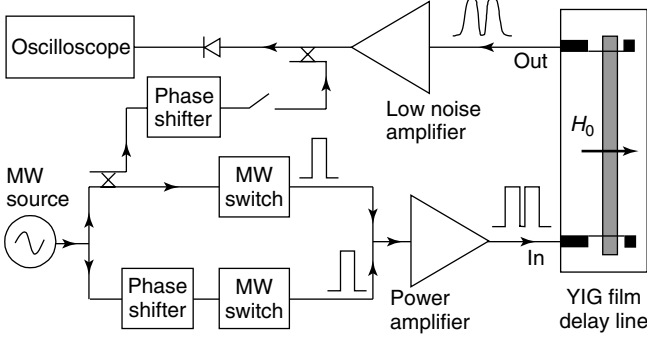 Oscilloscope
Out
Phase
shifter
Low noise
amplifier
H0
MW
source
MW
switch
In
Phase
shifter
MW
switch
Power
amplifier
YIG film
delay line